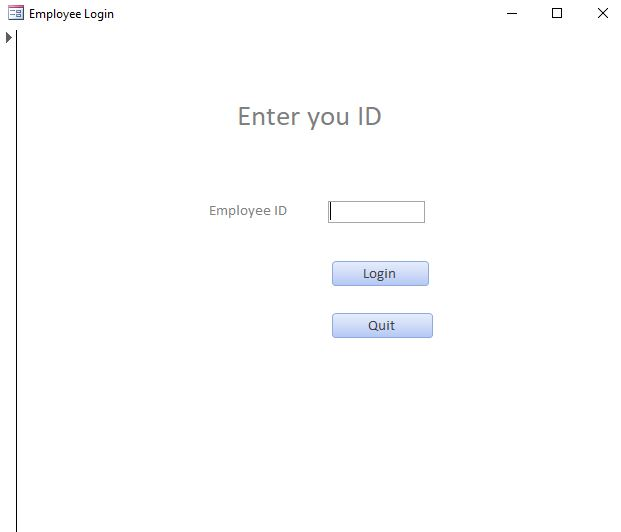 Employee Login
Enter you ID
Employee ID
Login
Quit